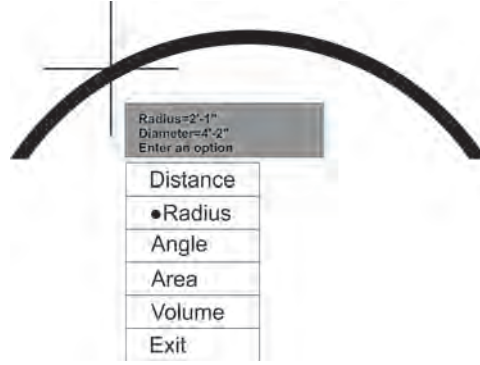 Radius=2'-1"
Diameter=4'-2"
Enter an option
Distance
•Radius
Angle
Area
Volume
Exit